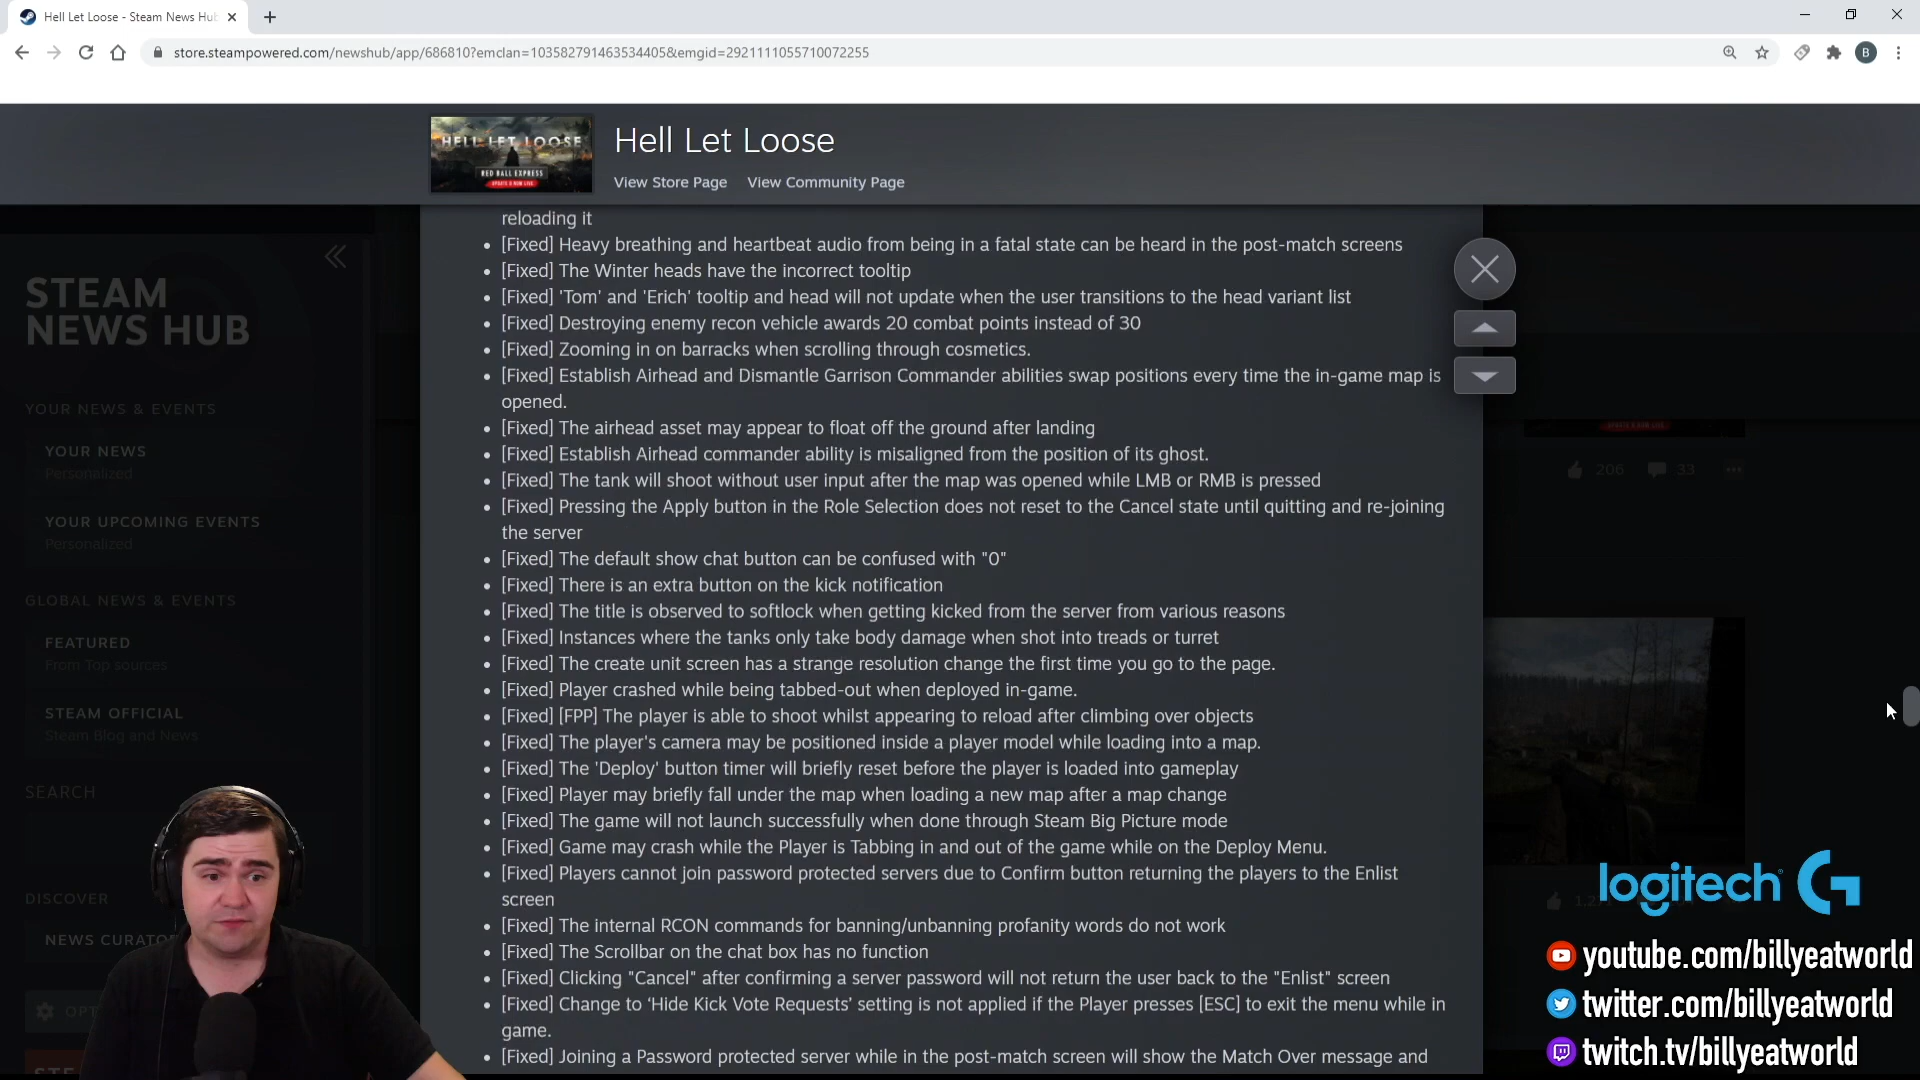 Hell Let Loose - Steam News Hub
store.steampowered.com/newshub/app/686810?emclan=103582791463534405&emgid=2921111055710072255
B
HELL LET LOOSE
RED BALL EXPRESS
UPDATE 9 NOW LIVE
Hell Let Loose
View Store Page
View Community Page
STEAM
NEWS HUB
YOUR NEWS & EVENTS
YOUR NEWS
Personalized
YOUR UPCOMING EVENTS
Personalized
GLOBAL NEWS & EVENTS
FEATURED
From Top sources
STEAM OFFICIAL
Steam Blog and News
SEARCH
DISCOVER
NEWS CURATO
OPT
STE
reloading it
• [Fixed] Heavy breathing and heartbeat audio from being in a fatal state can be heard in the post-match screens
• [Fixed] The Winter heads have the incorrect tooltip
• [Fixed] 'Tom' and 'Erich' tooltip and head will not update when the user transitions to the head variant list
• [Fixed] Destroying enemy recon vehicle awards 20 combat points instead of 30
• [Fixed] Zooming in on barracks when scrolling through cosmetics.
• [Fixed] Establish Airhead and Dismantle Garrison Commander abilities swap positions every time the in-game map is
opened.
• [Fixed] The airhead asset may appear to float off the ground after landing
• [Fixed] Establish Airhead commander ability is misaligned from the position of its ghost.
• [Fixed] The tank will shoot without user input after the map was opened while LMB or RMB is pressed
• [Fixed] Pressing the Apply button in the Role Selection does not reset to the Cancel state until quitting and re-joining
the server
• [Fixed] The default show chat button can be confused with "0"
• [Fixed] There is an extra button on the kick notification
• [Fixed] The title is observed to softlock when getting kicked from the server from various reasons
• [Fixed] Instances where the tanks only take body damage when shot into treads or turret
• [Fixed] The create unit screen has a strange resolution change the first time you go to the page.
• [Fixed] Player crashed while being tabbed-out when deployed in-game.
• [Fixed] [FPP] The player is able to shoot whilst appearing to reload after climbing over objects
• [Fixed] The player's camera may be positioned inside a player model while loading into a map.
• [Fixed] The 'Deploy' button timer will briefly reset before the player is loaded into gameplay
• [Fixed] Player may briefly fall under the map when loading a new map after a map change
• [Fixed] The game will not launch successfully when done through Steam Big Picture mode
• [Fixed] Game may crash while the Player is Tabbing in and out of the game while on the Deploy Menu.
• [Fixed] Players cannot join password protected servers due to Confirm button returning the players to the Enlist
screen
• [Fixed] The internal RCON commands for banning/unbanning profanity words do not work
• [Fixed] The Scrollbar on the chat box has no function
• [Fixed] Clicking "Cancel" after confirming a server password will not return the user back to the "Enlist" screen
• [Fixed] Change to ‘Hide Kick Vote Requests’ setting is not applied if the Player presses [ESC] to exit the menu while in
game.
• [Fixed] Joining a Password protected server while in the post-match screen will show the Match Over message and
206
33
logitech G
youtube.com/billyeatworld
twitter.com/billyeatworld
twitch.tv/billyeatworld